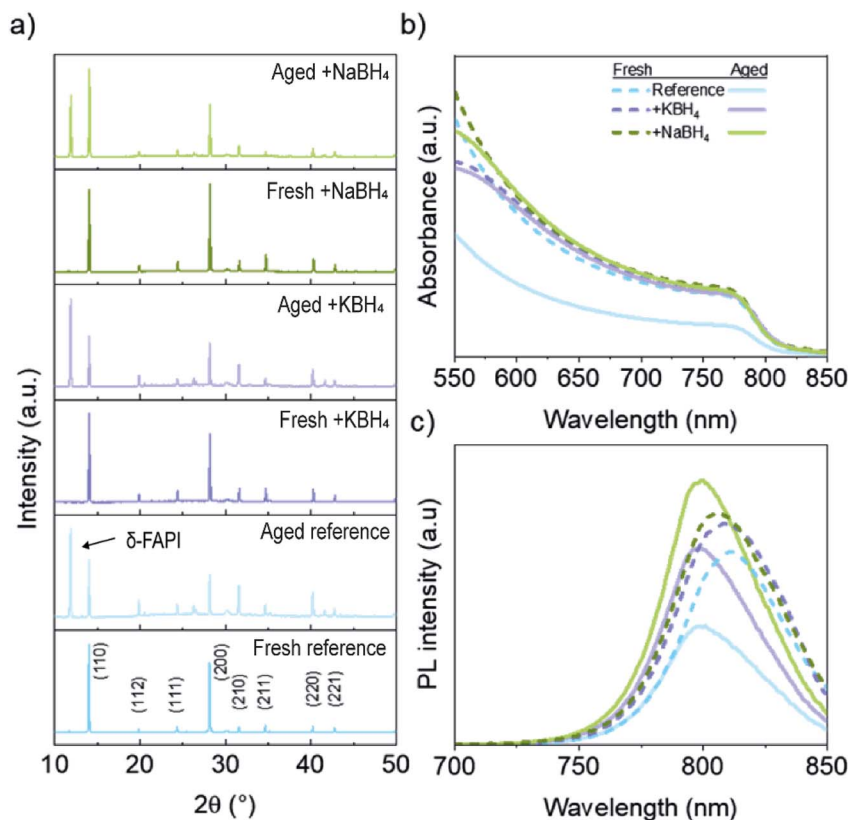 a)
Aged +NaBH₄
Fresh +NaBH₄
Aged +KBH₄
Fresh +KBH₄
Aged reference
δ-FAPI
Fresh reference
(110)
(112)
(111)
(200)
(210)
(211)
(220)
(221)
Intensity (a.u.)
10 20 30 40 50
2θ (°)
b)
Fresh Aged
Reference
+KBH₄
+NaBH₄
Absorbance (a.u.)
550 600 650 700 750 800 850
Wavelength (nm)
c)
PL intensity (a.u)
700 750 800 850
Wavelength (nm)